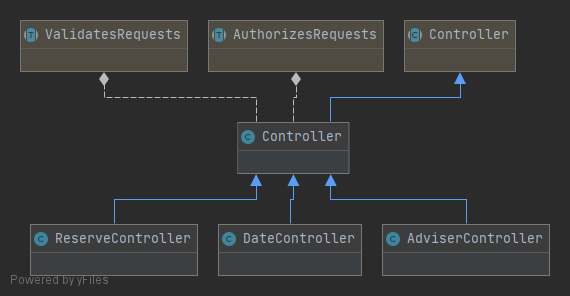 ValidatesRequests
AuthorizesRequests
Controller
Controller
ReserveController
DateController
AdviserController
Powered by yFiles